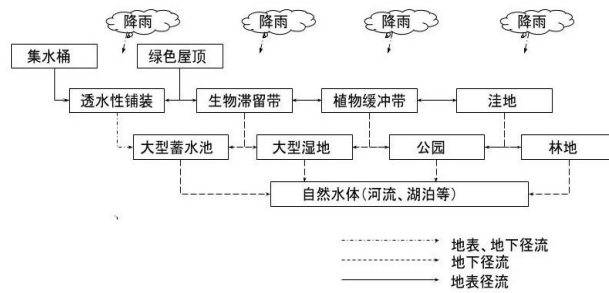 降雨 降雨 降雨 降雨
集水桶 绿色屋顶
透水性铺装 生物滞留带 植物缓冲带 洼地
大型蓄水池 大型湿地 公园 林地
自然水体(河流、湖泊等)
地表、地下径流
地下径流
地表径流